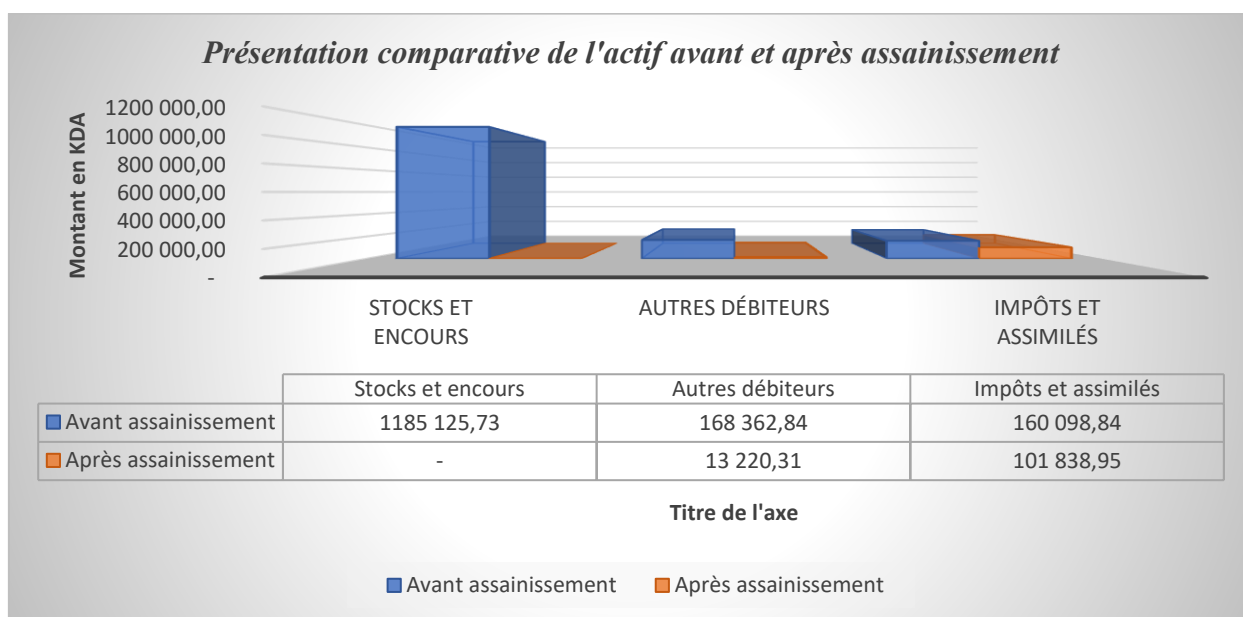 Présentation comparative de l'actif avant et après assainissement
Montant en KDA
1200 000,00
1000 000,00
800 000,00
600 000,00
400 000,00
200 000,00
-
STOCKS ET
ENCOURS
AUTRES DÉBITEURS
IMPÔTS ET
ASSIMILÉS
Stocks et encours Autres débiteurs Impôts et assimilés
Avant assainissement 1185 125,73 168 362,84 160 098,84
Après assainissement - 13 220,31 101 838,95
Titre de l'axe
Avant assainissement Après assainissement